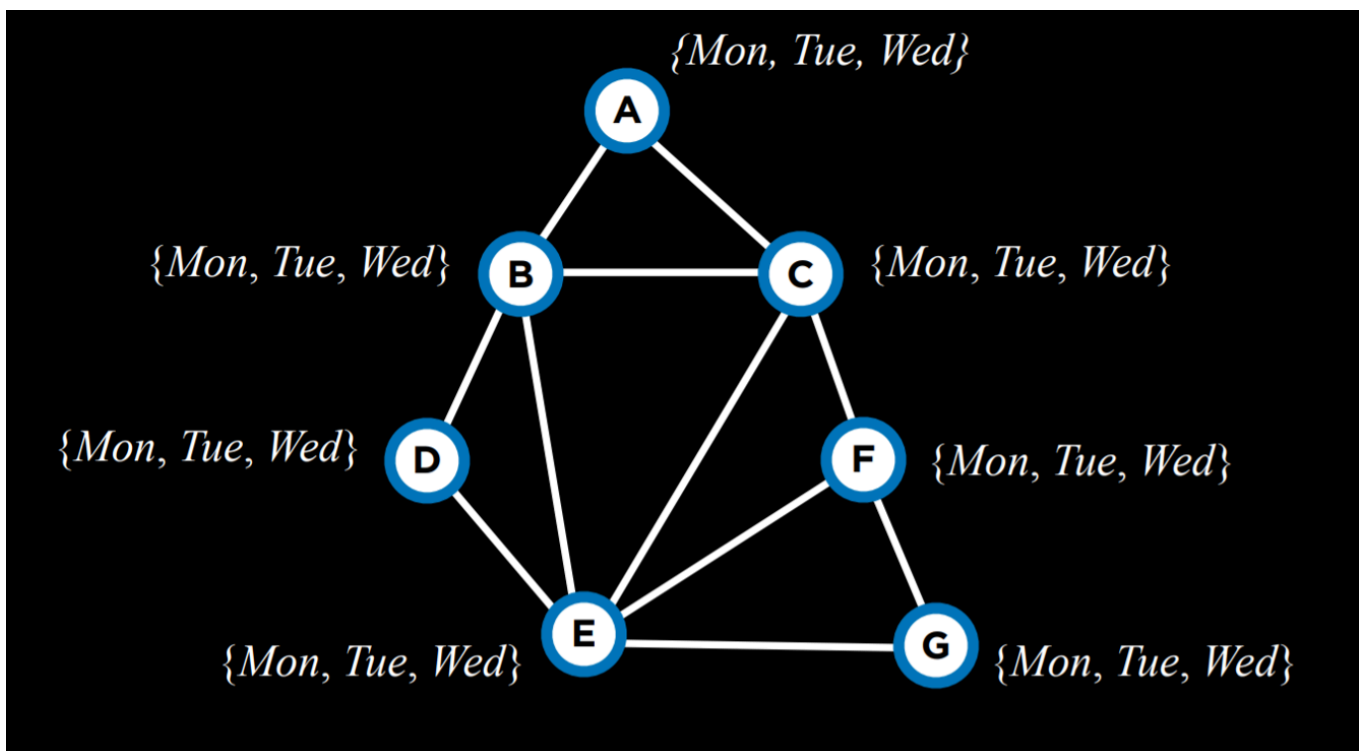 {Mon, Tue, Wed}
A
{Mon, Tue, Wed}
B
C
{Mon, Tue, Wed}
{Mon, Tue, Wed}
D
F
{Mon, Tue, Wed}
{Mon, Tue, Wed}
E
G
{Mon, Tue, Wed}